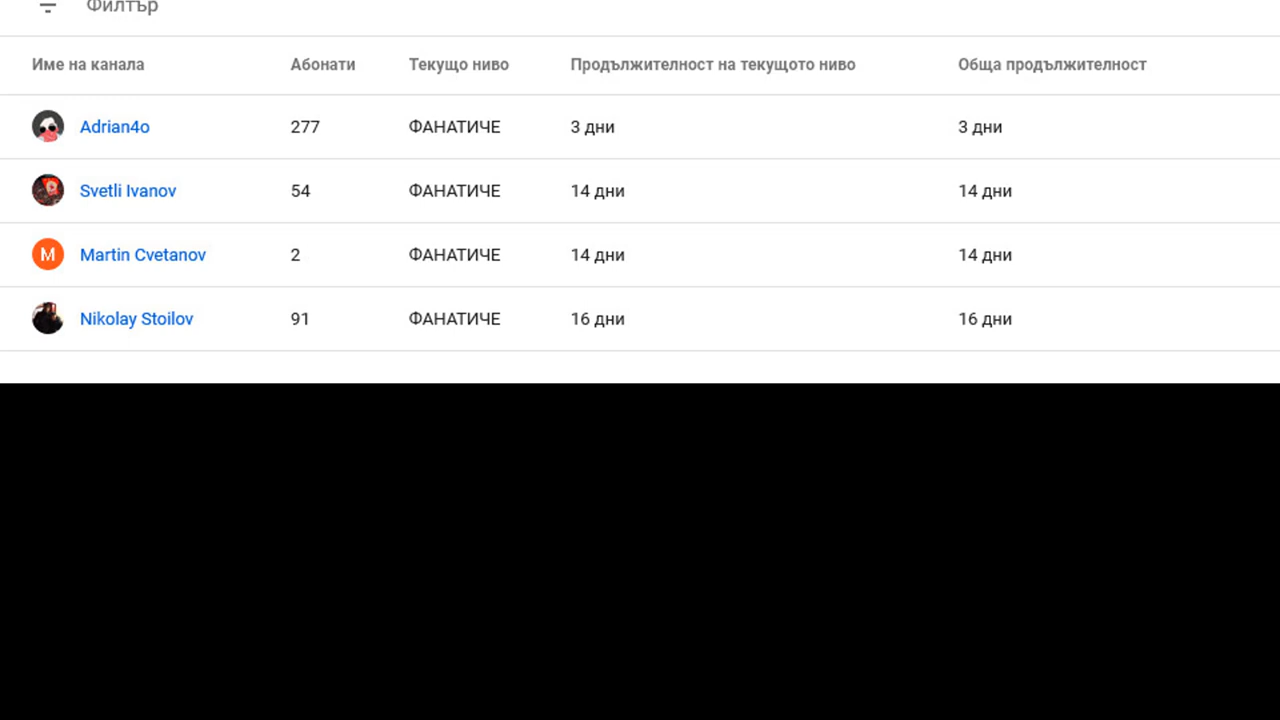 Филтър
Име на канала Абонати Текущо ниво Продължителност на текущото ниво Обща продължителност
Adrian4o 277 ФАНАТИЧЕ 3 дни 3 дни
Svetli Ivanov 54 ФАНАТИЧЕ 14 дни 14 дни
M Martin Cvetanov 2 ФАНАТИЧЕ 14 дни 14 дни
Nikolay Stoilov 91 ФАНАТИЧЕ 16 дни 16 дни